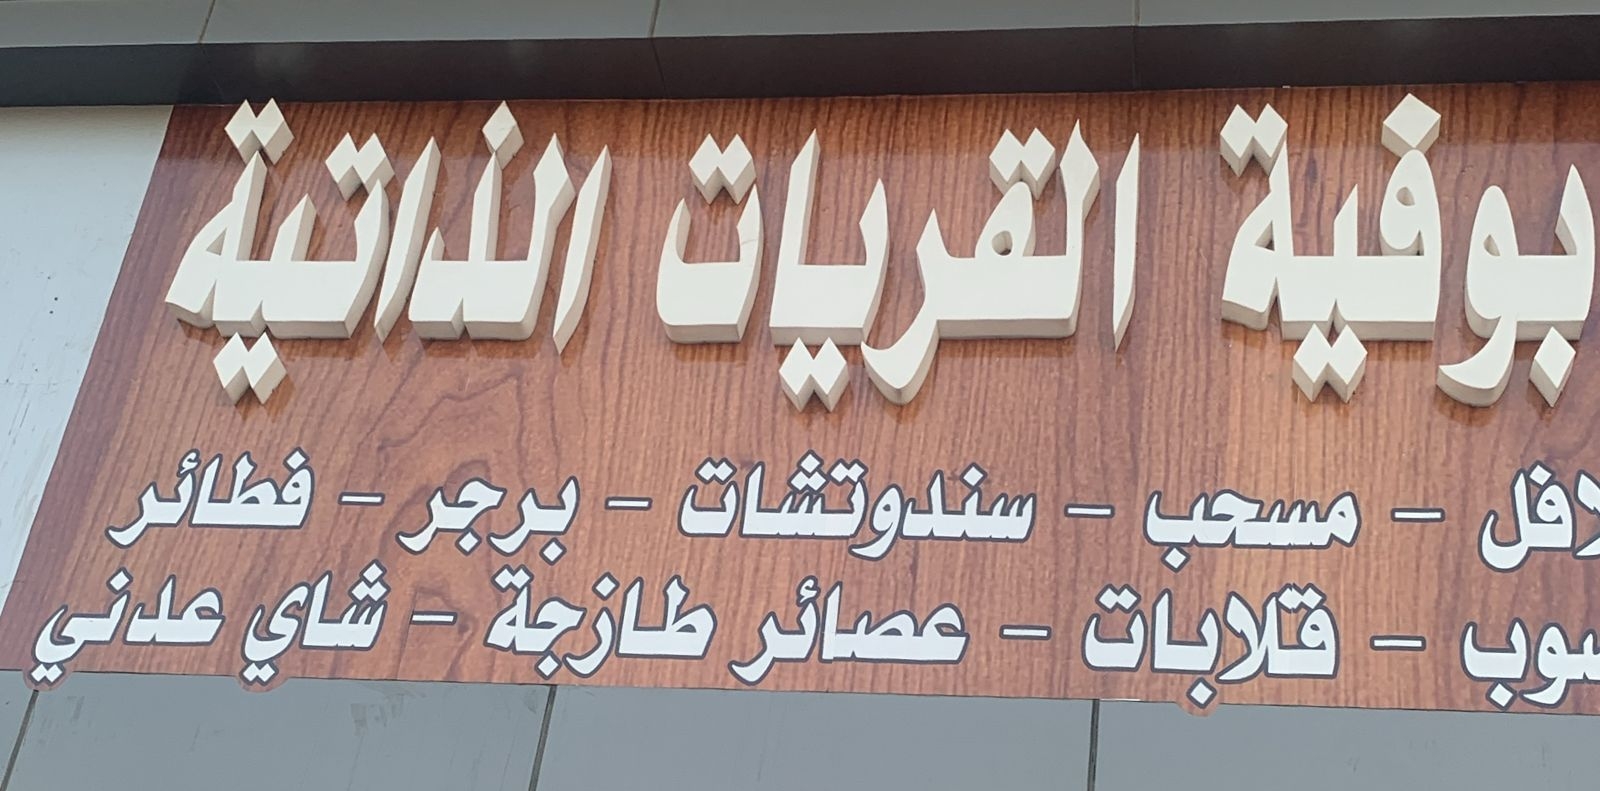 بوفية القريات الذاتية
مسحب - سندوتشات - برجر - فطائر
قلابات - عصائر طازجة - شاي عدني